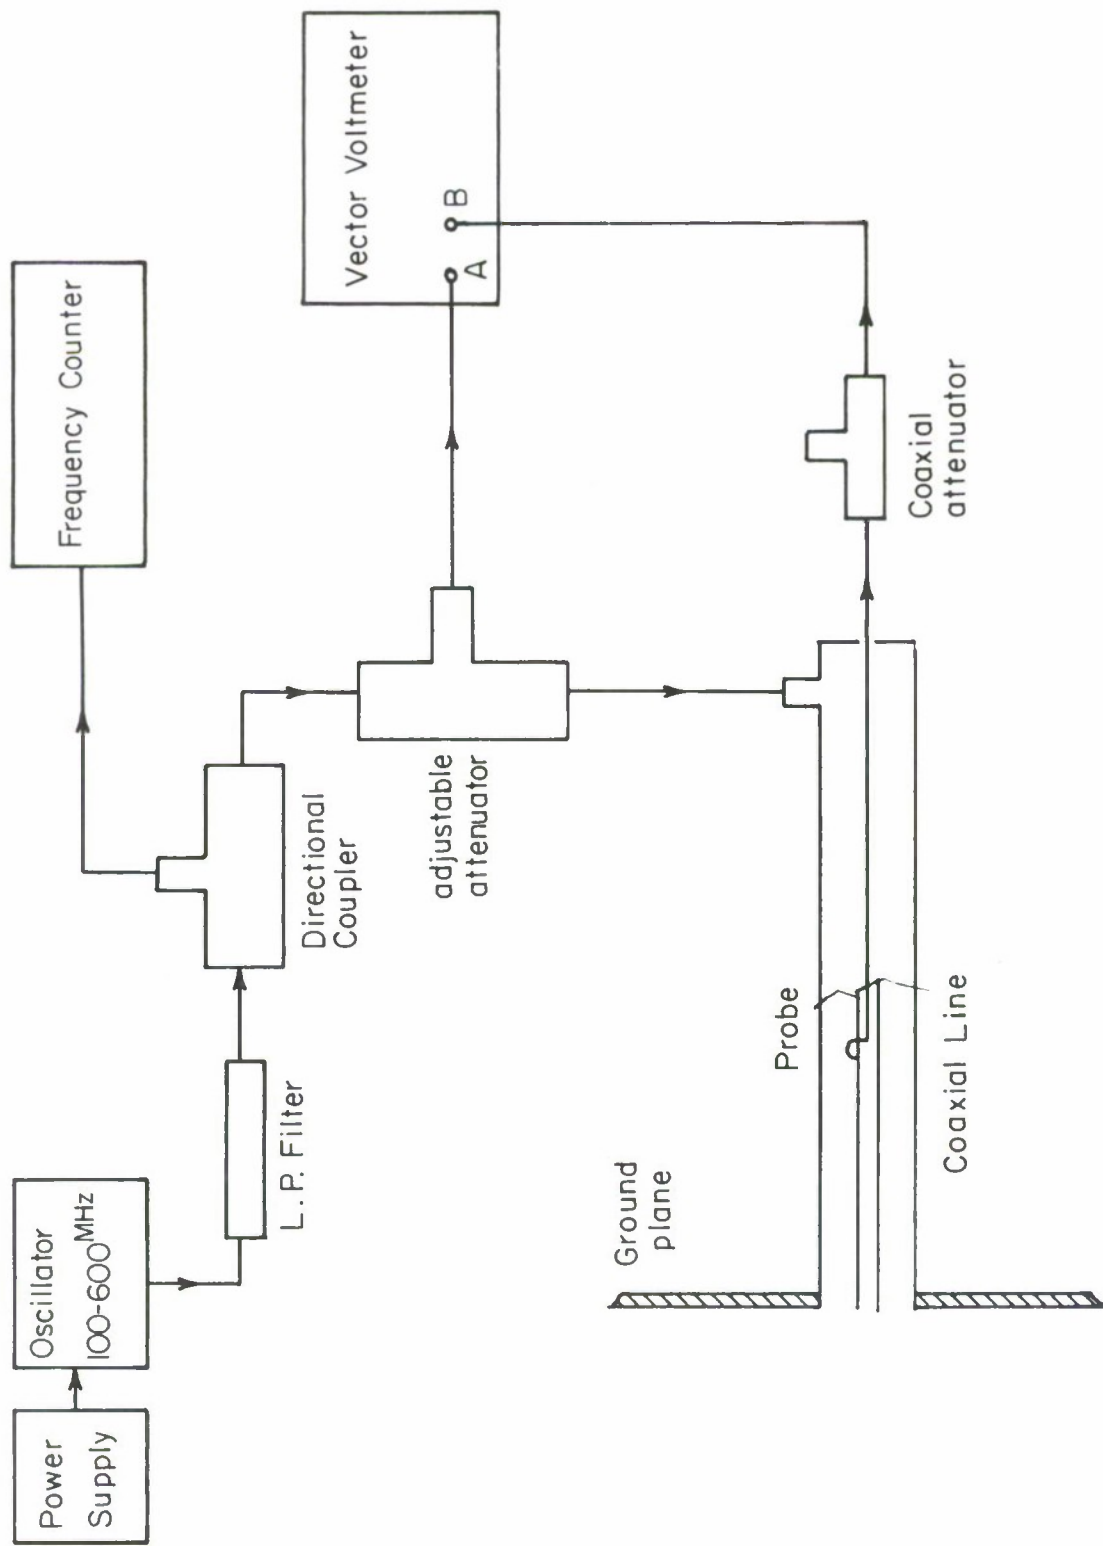 Power
Supply
Oscillator
100-600MHz
L.P. Filter
Directional
Coupler
Frequency Counter
adjustable
attenuator
Vector Voltmeter
A
B
Coaxial
attenuator
Probe
Coaxial Line
Ground
plane